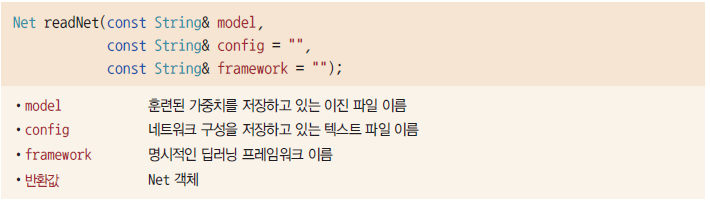 Net readNet(const String& model,
const String& config = "",
const String& framework = "");
• model 훈련된 가중치를 저장하고 있는 이진 파일 이름
• config 네트워크 구성을 저장하고 있는 텍스트 파일 이름
• framework 명시적인 딥러닝 프레임워크 이름
• 반환값 Net 객체